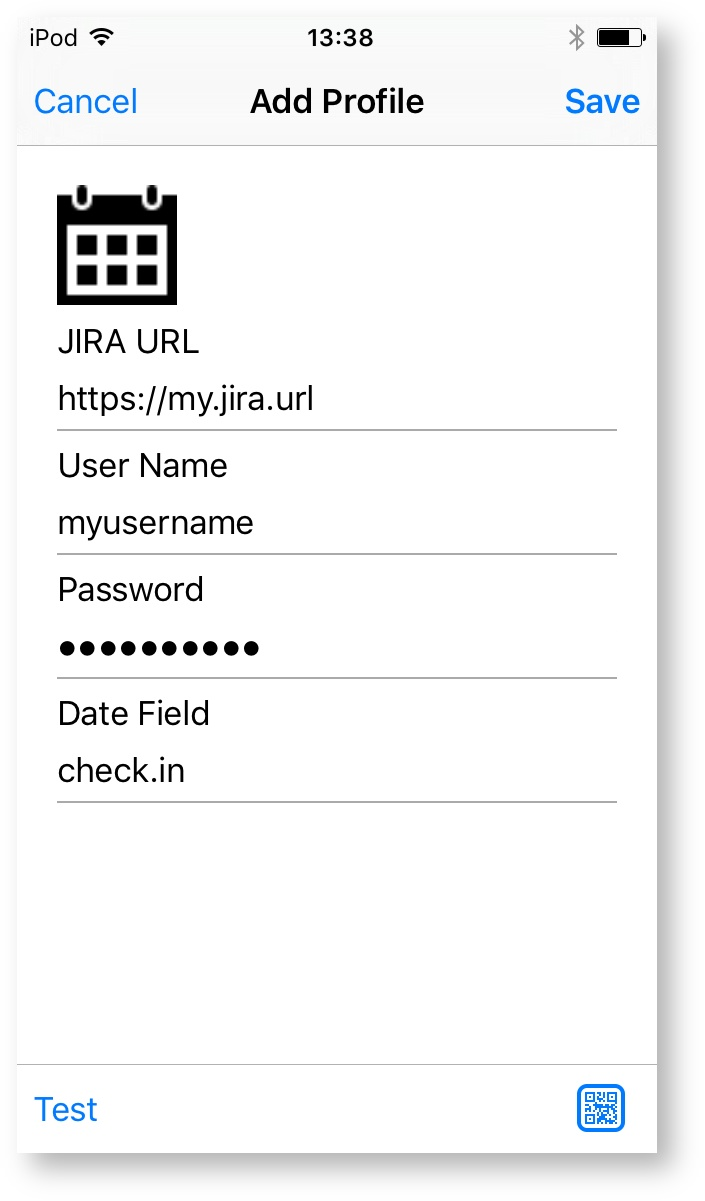 iPod 13:38
Cancel Add Profile Save
JIRA URL
https://my.jira.url
User Name
myusername
Password
●●●●●●●●●●
Date Field
check.in
Test